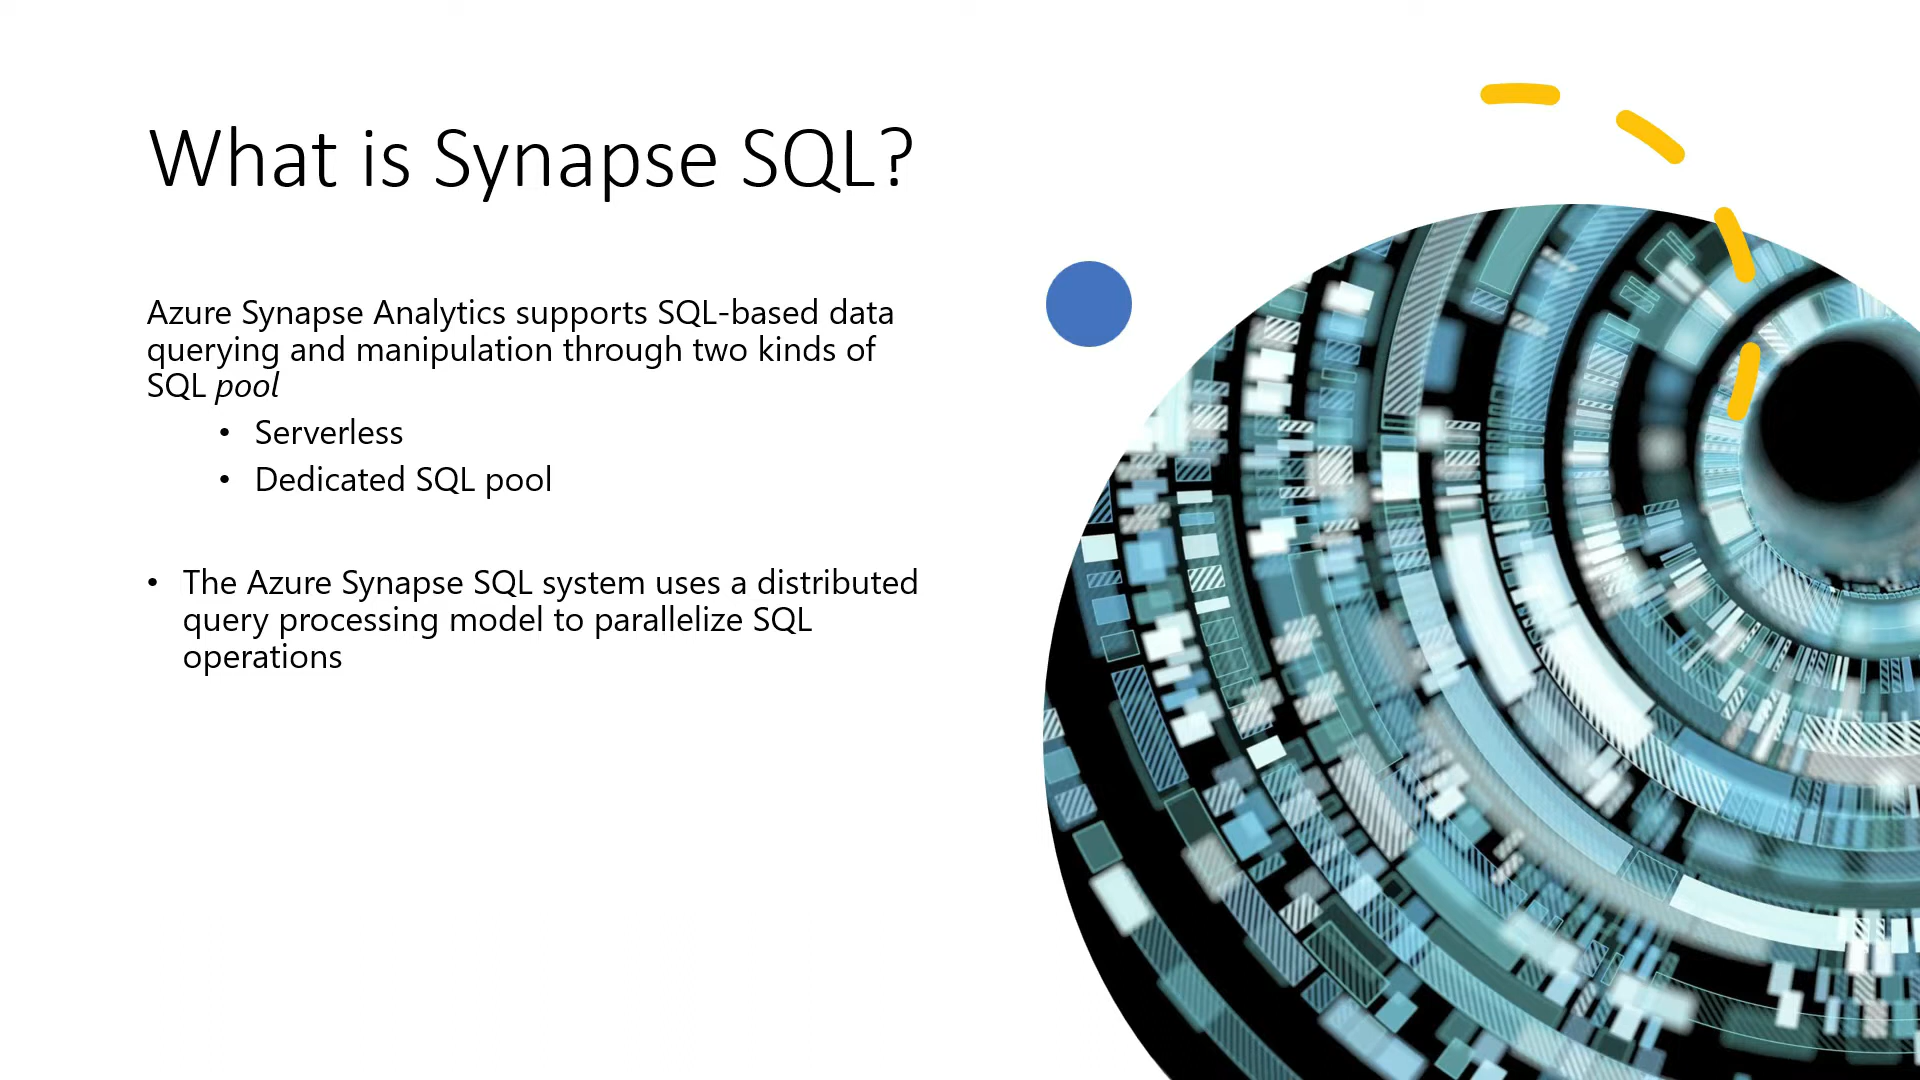 What is Synapse SQL?
Azure Synapse Analytics supports SQL-based data
querying and manipulation through two kinds of
SQL pool
• Serverless
• Dedicated SQL pool
• The Azure Synapse SQL system uses a distributed
query processing model to parallelize SQL
operations